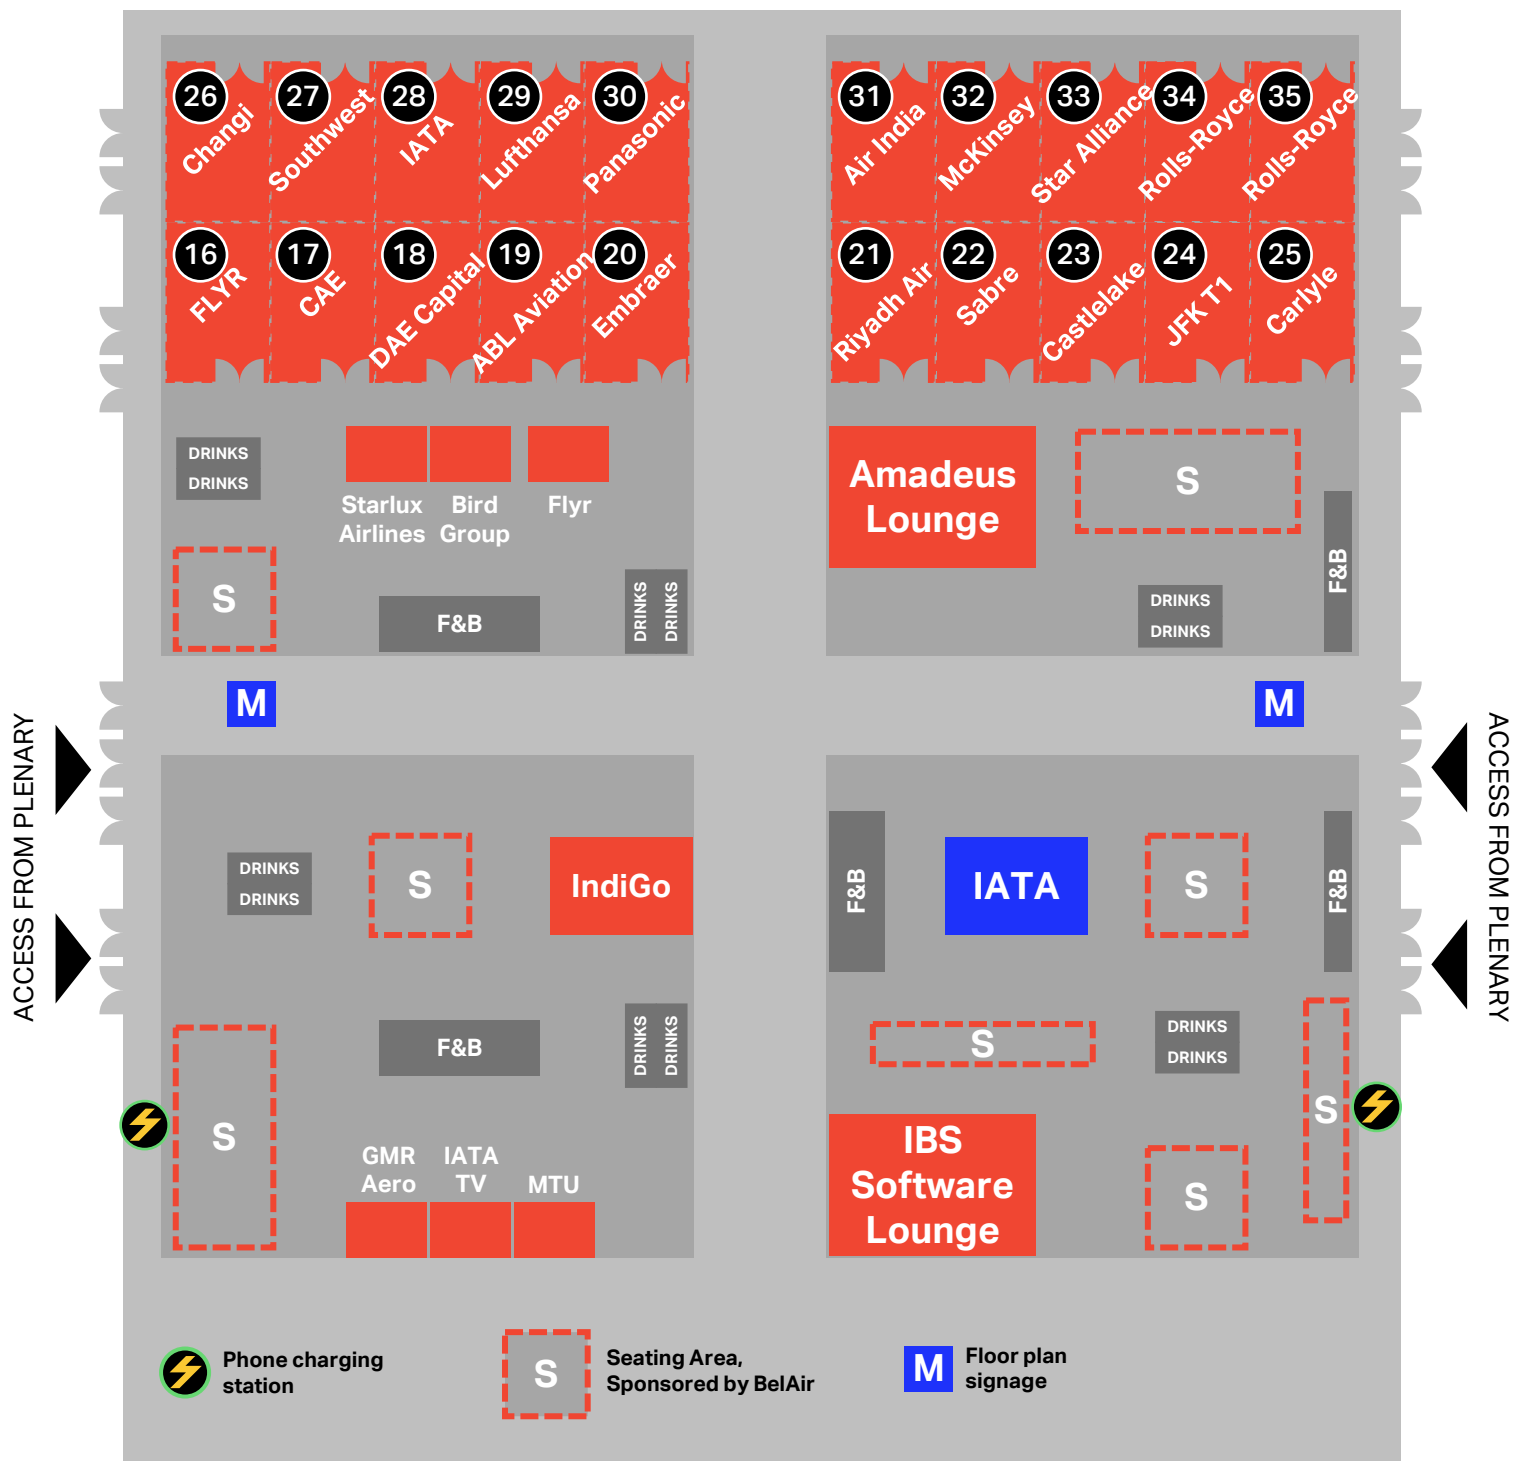 26
Changi
27
Southwest
28
IATA
29
Lufthansa
30
Panasonic
31
Air India
32
McKinsey
33
Star Alliance
34
Rolls-Royce
35
Rolls-Royce
16
FLYR
17
CAE
18
DAE Capital
19
ABL Aviation
20
Embraer
21
Riyadh Air
22
Sabre
23
Castlelake
24
JFK T1
25
Carlyle
DRINKS
DRINKS
Starlux
Airlines
Bird
Group
Flyr
S
F&B
DRINKS
DRINKS
Amadeus
Lounge
S
F&B
DRINKS
DRINKS
M
M
ACCESS FROM PLENARY
ACCESS FROM PLENARY
DRINKS
DRINKS
S
IndiGo
F&B
DRINKS
DRINKS
S
GMR
Aero
IATA
TV
MTU
F&B
IATA
S
F&B
S
DRINKS
DRINKS
S
IBS
Software
Lounge
S
Phone charging
station
S
Seating Area,
Sponsored by BelAir
M
Floor plan
signage